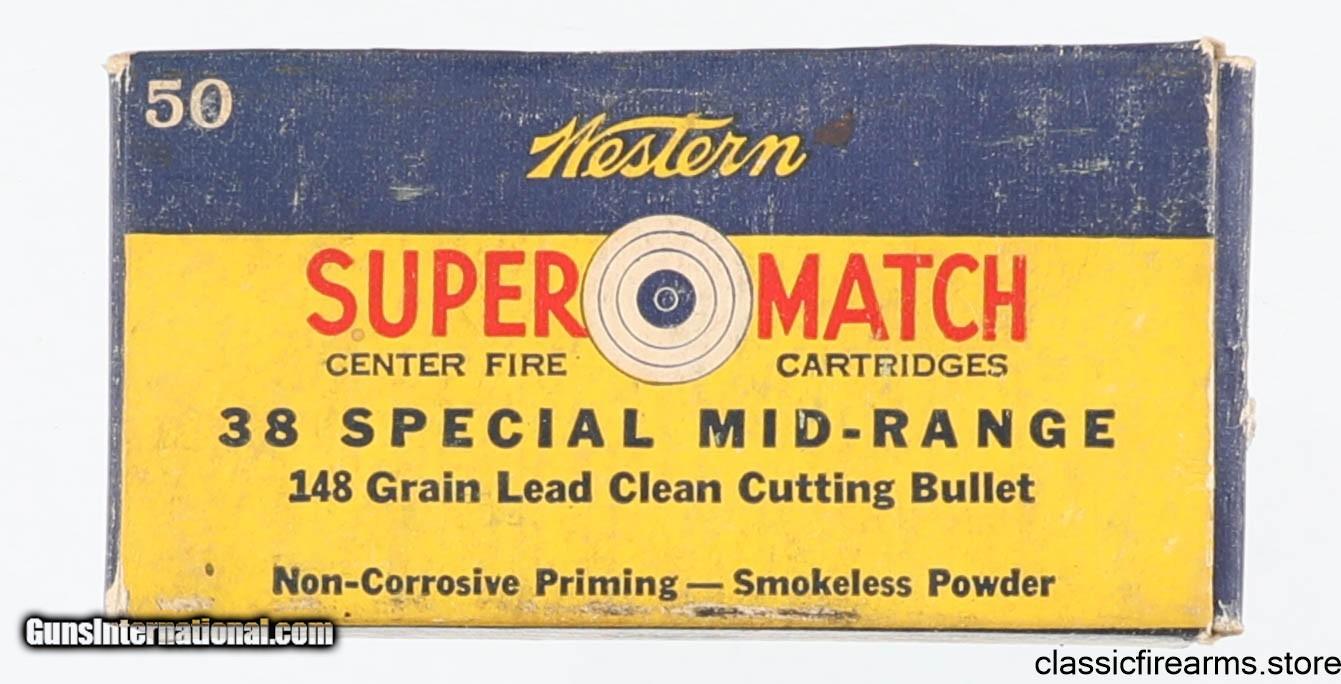 50
Western
SUPER MATCH
CENTER FIRE CARTRIDGES
38 SPECIAL MID-RANGE
148 Grain Lead Clean Cutting Bullet
Non-Corrosive Priming — Smokeless Powder
GunsInternational.com
classicfirearms.store